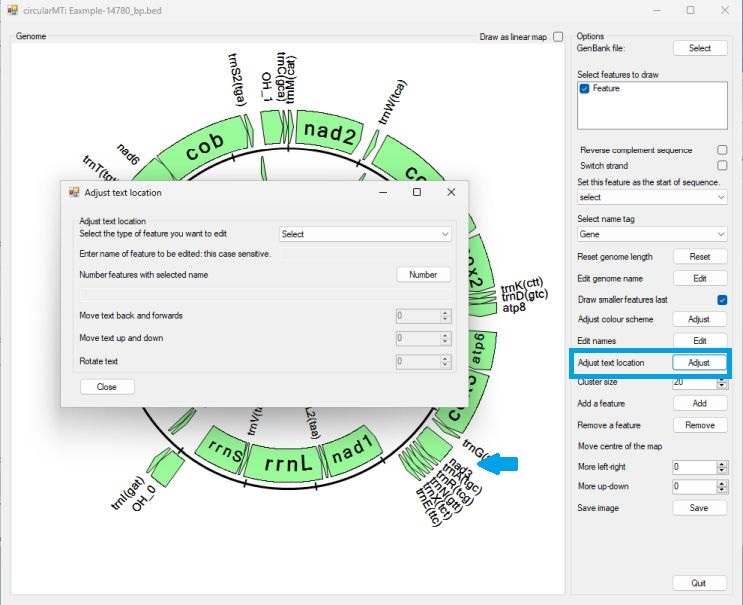 circularMT: Eaxmple-14780_bp.bed
Genome
Draw as linear map
trnS2(tga)
OH_1
trnC(gca)
trnM(cat)
nad2
trnW(tca)
cob
nad6
trnT(tgt)
co
ox2
trnK(ctt)
trnD(gtc)
atp8
atp6
trnG(
nad3
trnA(tgc)
trnR(tcg)
trnN(gtt)
trnX(tct)
trnE(ttc)
nad1
L2(taa)
rrnL
trnV(t
rrnS
trnI(gat)
OH_0
Adjust text location
Adjust text location
Select the type of feature you want to edit
Select
Enter name of feature to be edited: this case sensitive.
Number features with selected name
Number
Move text back and forwards
0
Move text up and down
0
Rotate text
0
Close
Options
GenBank file:
Select
Select features to draw
Feature
Reverse complement sequence
Switch strand
Set this feature as the start of sequence.
select
Select name tag
Gene
Reset genome length
Reset
Edit genome name
Edit
Draw smaller features last
Adjust colour scheme
Adjust
Edit names
Edit
Adjust text location
Adjust
Cluster size
20
Add a feature
Add
Remove a feature
Remove
Move centre of the map
More left-right
0
More up-down
0
Save image
Save
Quit